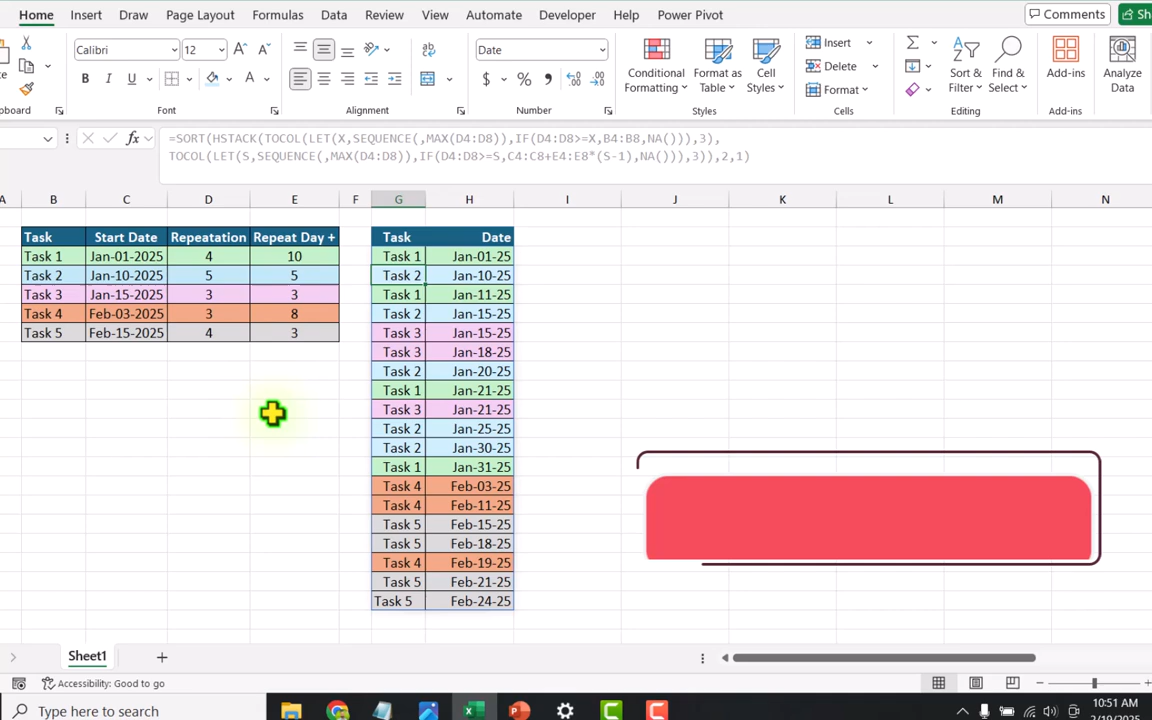 Home Insert Draw Page Layout Formulas Data Review View Automate Developer Help Power Pivot Comments Sh
Calibri 12 A A ab Date Insert Σ
B I U A $ % Conditional Formatting Format as Table Cell Styles Delete Format Sort & Filter Find & Select Add-ins Analyze Data
lipboard Font Alignment Number Styles Cells Editing Add-ins
fx =SORT(HSTACK(TOCOL(LET(X,SEQUENCE(,MAX(D4:D8)),IF(D4:D8>=X,B4:B8,NA())),3),
TOCOL(LET(S,SEQUENCE(,MAX(D4:D8)),IF(D4:D8>=S,C4:C8+E4:E8*(S-1),NA())),3)),2,1)
A B C D E F G H I J K L M N
Task Start Date Repeatation Repeat Day + Task Date
Task 1 Jan-01-2025 4 10 Task 1 Jan-01-25
Task 2 Jan-10-2025 5 5 Task 2 Jan-10-25
Task 3 Jan-15-2025 3 3 Task 1 Jan-11-25
Task 4 Feb-03-2025 3 8 Task 2 Jan-15-25
Task 5 Feb-15-2025 4 3 Task 3 Jan-15-25
Task 3 Jan-18-25
Task 2 Jan-20-25
Task 1 Jan-21-25
Task 3 Jan-21-25
Task 2 Jan-25-25
Task 2 Jan-30-25
Task 1 Jan-31-25
Task 4 Feb-03-25
Task 4 Feb-11-25
Task 5 Feb-15-25
Task 5 Feb-18-25
Task 4 Feb-19-25
Task 5 Feb-21-25
Task 5 Feb-24-25
Sheet1
Accessibility: Good to go
Type here to search 10:51 AM
2/19/2025